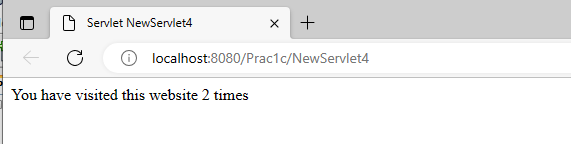 Servlet NewServlet4
localhost:8080/Prac1c/NewServlet4
You have visited this website 2 times